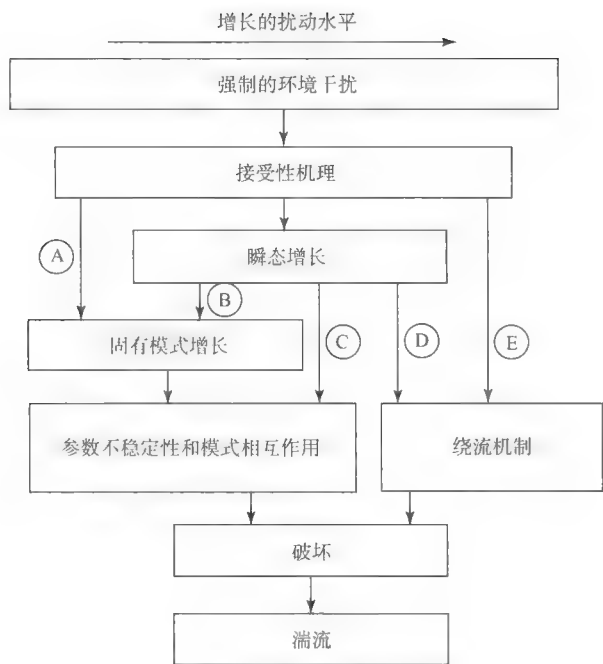 增长的扰动水平
强制的环境干扰
接受性机理
A
瞬态增长
B
固有模式增长
C
D
E
参数不稳定性和模式相互作用
绕流机制
破坏
湍流